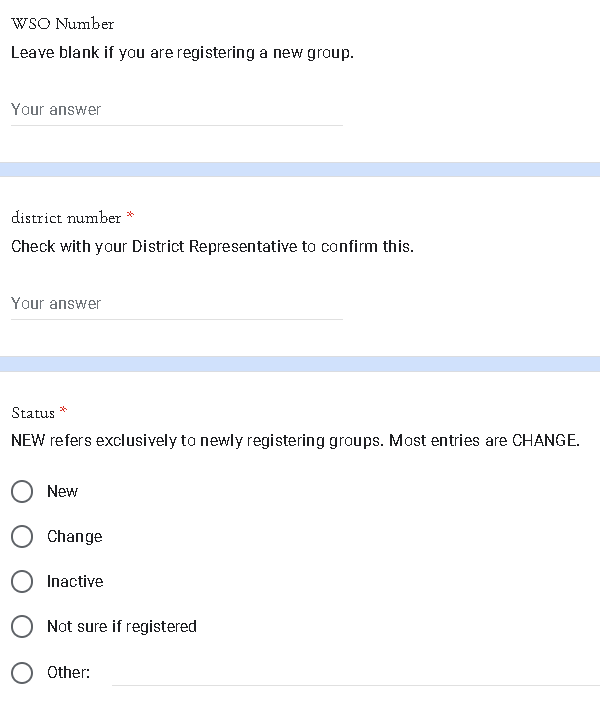 WSO Number
Leave blank if you are registering a new group.
Your answer
district number *
Check with your District Representative to confirm this.
Your answer
Status *
NEW refers exclusively to newly registering groups. Most entries are CHANGE.
New
Change
Inactive
Not sure if registered
Other: